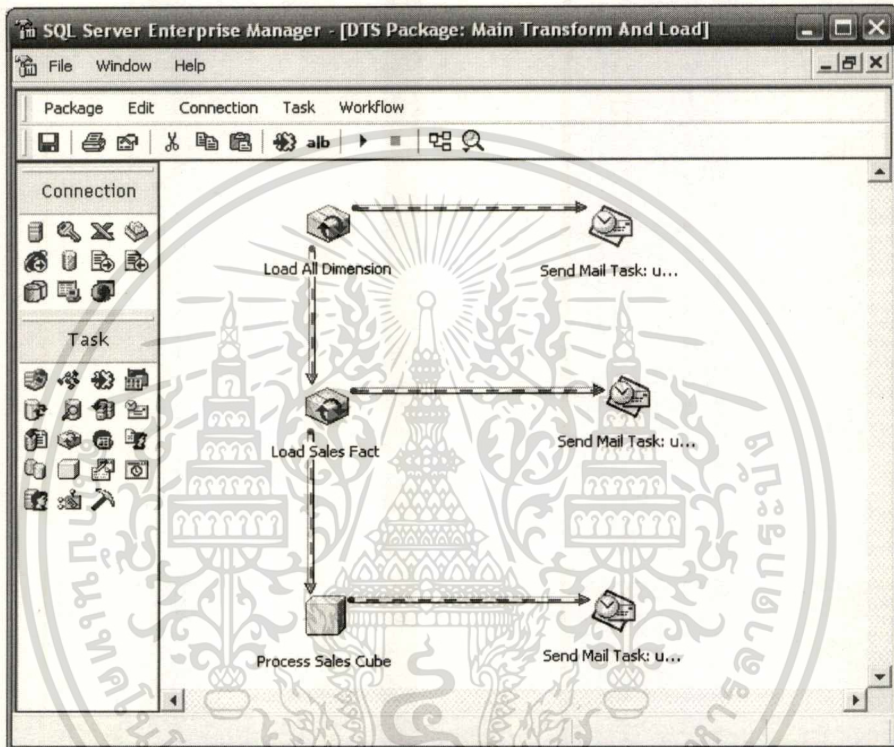 SQL Server Enterprise Manager - [DTS Package: Main Transform And Load]
File Window Help
Package Edit Connection Task Workflow
a|b
Connection
Load All Dimension
Send Mail Task: u...
Task
Load Sales Fact
Send Mail Task: u...
Process Sales Cube
Send Mail Task: u...